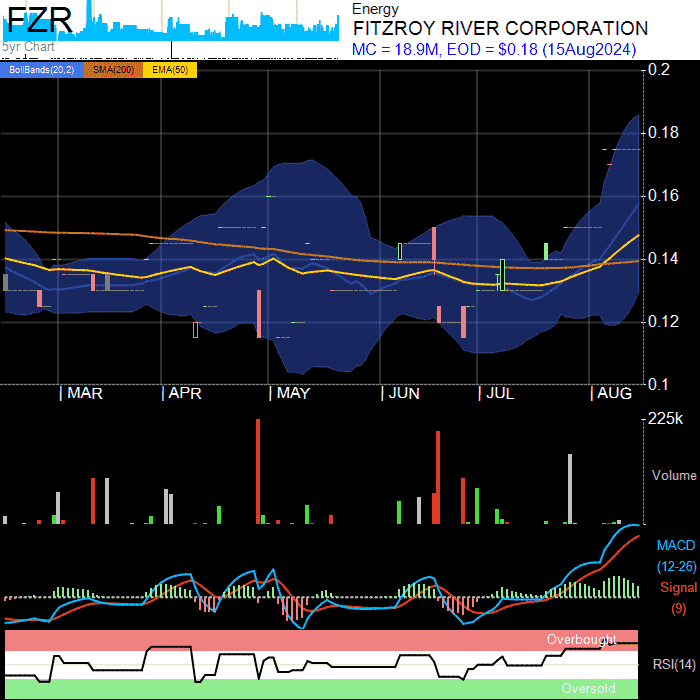 FZR
5yr Chart
Energy
FITZROY RIVER CORPORATION
MC = 18.9M, EOD = $0.18 (15Aug2024)
BollBands(20,2) SMA(200) EMA(50)
0.2
0.18
0.16
0.14
0.12
0.1
MAR APR MAY JUN JUL AUG
225k
Volume
MACD
(12-26)
Signal
(9)
Overbought
RSI(14)
Oversold